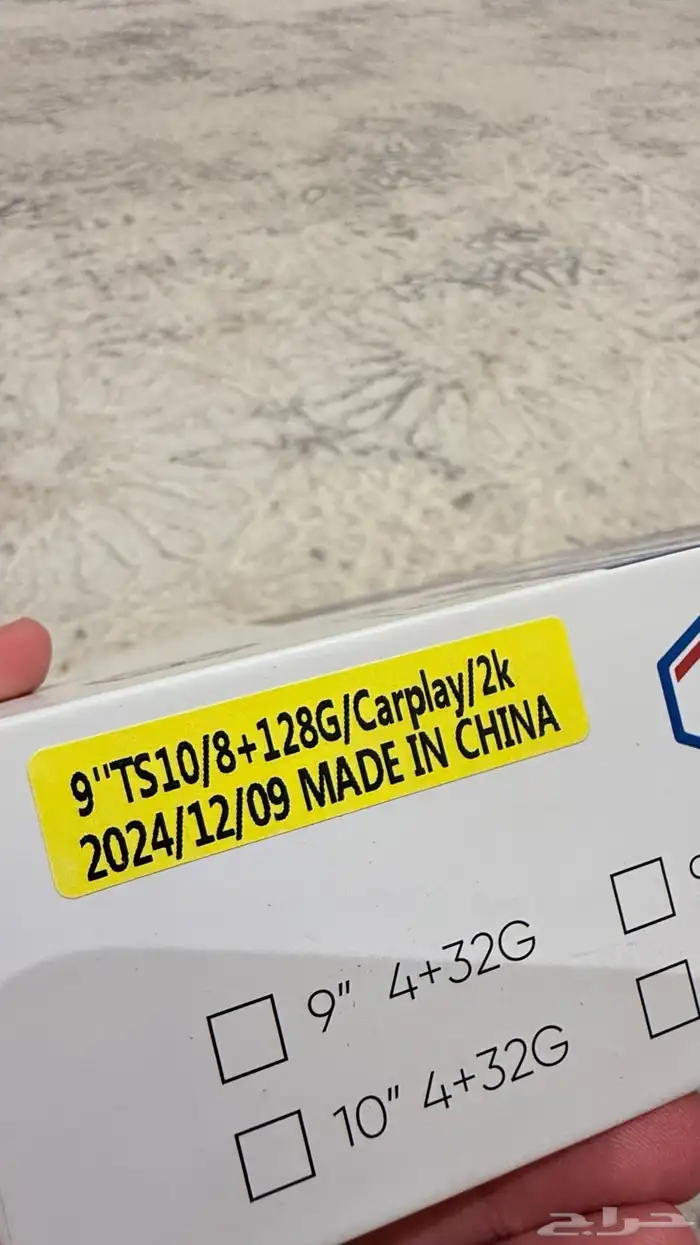 9"TS10/8+128G/Carplay/2k
2024/12/09 MADE IN CHINA
9" 4+32G
10" 4+32G
حراج